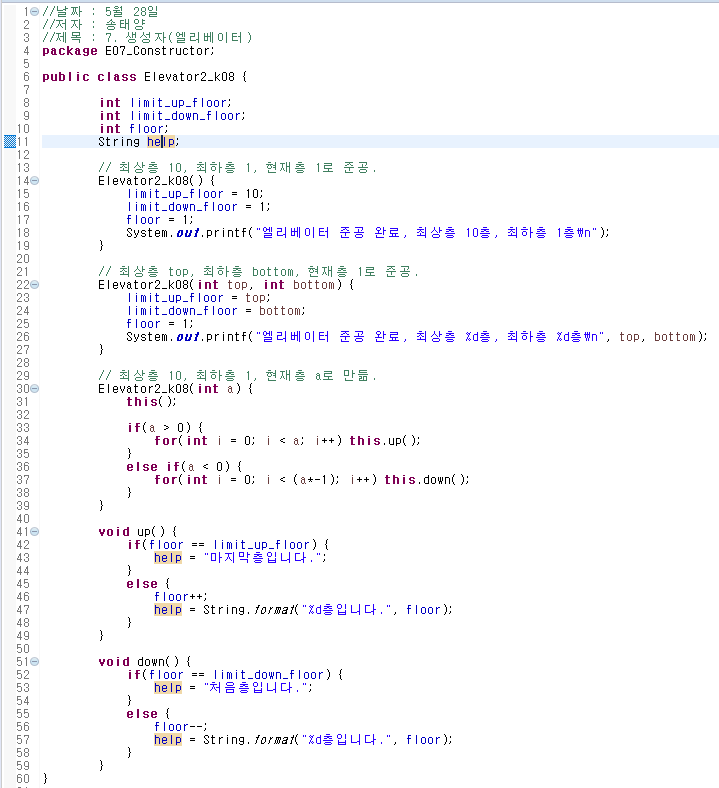 1 //날짜 : 5월 28일
2 //저자 : 송태양
3 //제목 : 7. 생성자(엘리베이터)
4 package E07_Constructor;
5
6 public class Elevator2_k08 {
7
8 int limit_up_floor;
9 int limit_down_floor;
10 int floor;
11 String help;
12
13 // 최상층 10, 최하층 1, 현재층 1로 준공.
14 Elevator2_k08() {
15 limit_up_floor = 10;
16 limit_down_floor = 1;
17 floor = 1;
18 System.out.printf("엘리베이터 준공 완료, 최상층 10층, 최하층 1층₩n");
19 }
20
21 // 최상층 top, 최하층 bottom, 현재층 1로 준공.
22 Elevator2_k08(int top, int bottom) {
23 limit_up_floor = top;
24 limit_down_floor = bottom;
25 floor = 1;
26 System.out.printf("엘리베이터 준공 완료, 최상층 %d층, 최하층 %d층₩n", top, bottom);
27 }
28
29 // 최상층 10, 최하층 1, 현재층 a로 만듦.
30 Elevator2_k08(int a) {
31 this();
32
33 if(a > 0) {
34 for(int i = 0; i < a; i++) this.up();
35 }
36 else if(a < 0) {
37 for(int i = 0; i < (a*-1); i++) this.down();
38 }
39 }
40
41 void up() {
42 if(floor == limit_up_floor) {
43 help = "마지막층입니다.";
44 }
45 else {
46 floor++;
47 help = String.format("%d층입니다.", floor);
48 }
49 }
50
51 void down() {
52 if(floor == limit_down_floor) {
53 help = "처음층입니다.";
54 }
55 else {
56 floor--;
57 help = String.format("%d층입니다.", floor);
58 }
59 }
60 }